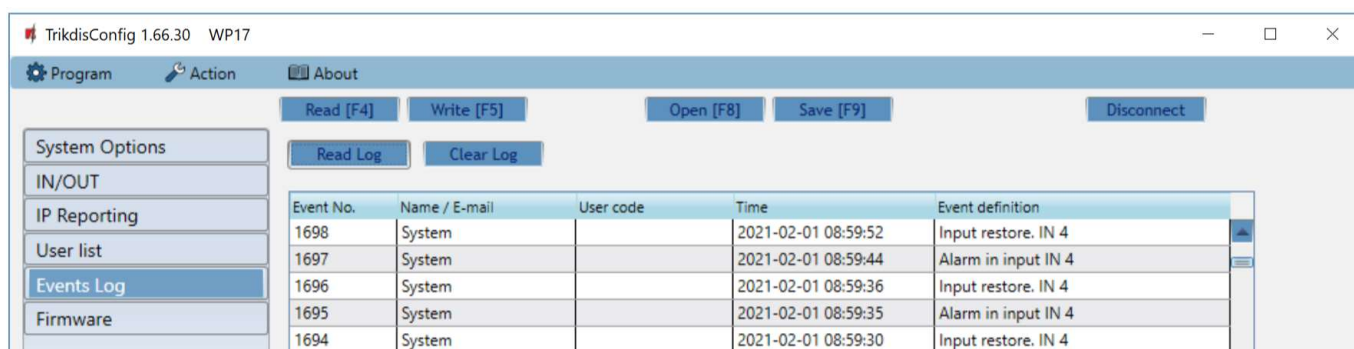 TrikdisConfig 1.66.30 WP17
Program Action About
Read [F4] Write [F5] Open [F8] Save [F9] Disconnect
System Options
IN/OUT
IP Reporting
User list
Events Log
Firmware
Read Log Clear Log
Event No. Name / E-mail User code Time Event definition
1698 System 2021-02-01 08:59:52 Input restore. IN 4
1697 System 2021-02-01 08:59:44 Alarm in input IN 4
1696 System 2021-02-01 08:59:36 Input restore. IN 4
1695 System 2021-02-01 08:59:35 Alarm in input IN 4
1694 System 2021-02-01 08:59:30 Input restore. IN 4